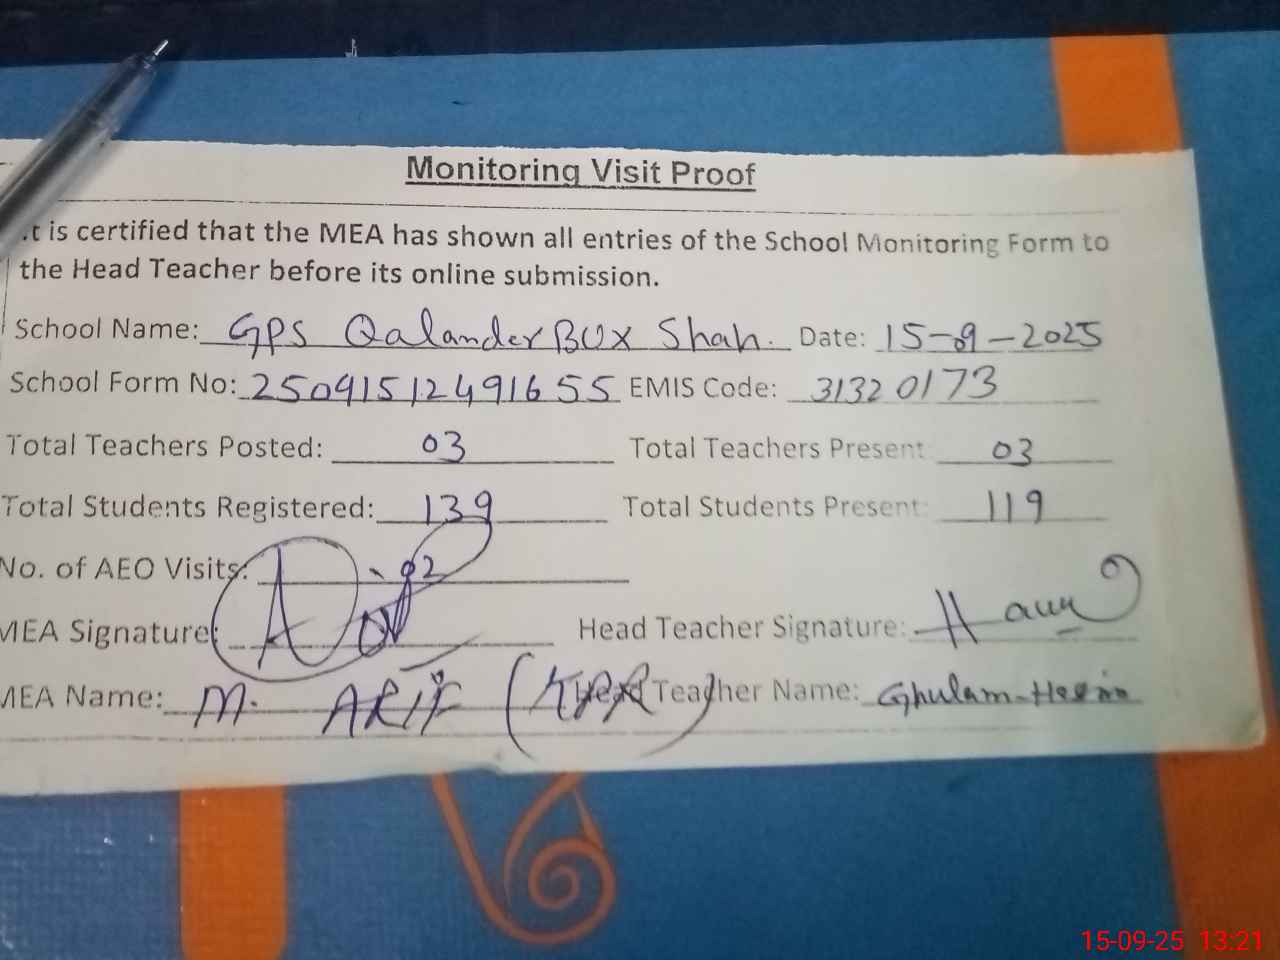 Monitoring Visit Proof
.t is certified that the MEA has shown all entries of the School Monitoring Form to
the Head Teacher before its online submission.
School Name: GPS Qalander BUX Shah. Date: 15-09-2025
School Form No: 25091512491655 EMIS Code: 31320173
Total Teachers Posted: 03 Total Teachers Present: 03
Total Students Registered: 139 Total Students Present: 119
No. of AEO Visits: 02
MEA Signature: Head Teacher Signature:
MEA Name: M. ARIF Head Teacher Name: Ghulam
15-09-25 13:21